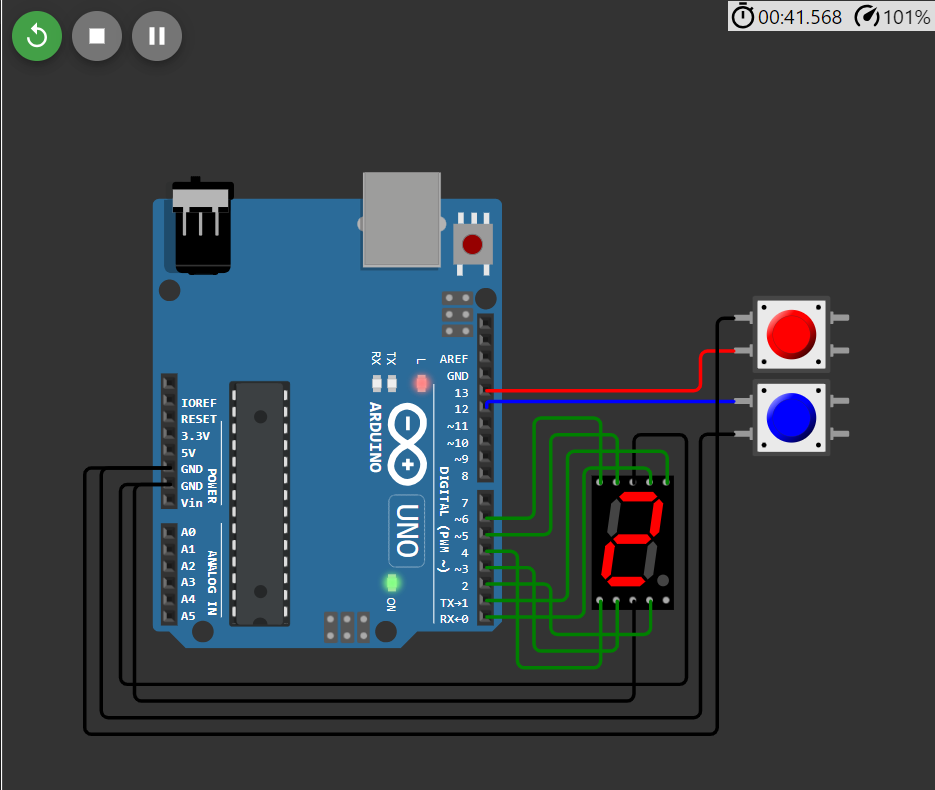 00:41.568 101%
RX TX L
AREF
GND
13
12
~11
~10
~9
8
7
~6
~5
4
~3
2
TX→1
RX←0
DIGITAL (PWM ~)
ARDUINO
UNO
ON
IOREF
RESET
3.3V
5V
GND
GND
Vin
POWER
A0
A1
A2
A3
A4
A5
ANALOG IN
2